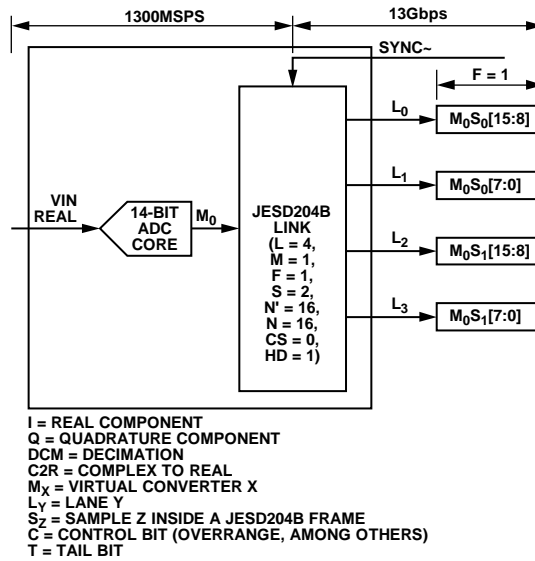 1300MSPS
13Gbps
SYNC~
F = 1
L0
M0S0[15:8]
L1
M0S0[7:0]
VIN
REAL
14-BIT
ADC
CORE
M0
JESD204B
LINK
(L = 4,
M = 1,
F = 1,
S = 2,
N' = 16,
N = 16,
CS = 0,
HD = 1)
L2
M0S1[15:8]
L3
M0S1[7:0]
I = REAL COMPONENT
Q = QUADRATURE COMPONENT
DCM = DECIMATION
C2R = COMPLEX TO REAL
MX = VIRTUAL CONVERTER X
LY = LANE Y
SZ = SAMPLE Z INSIDE A JESD204B FRAME
C = CONTROL BIT (OVERRANGE, AMONG OTHERS)
T = TAIL BIT